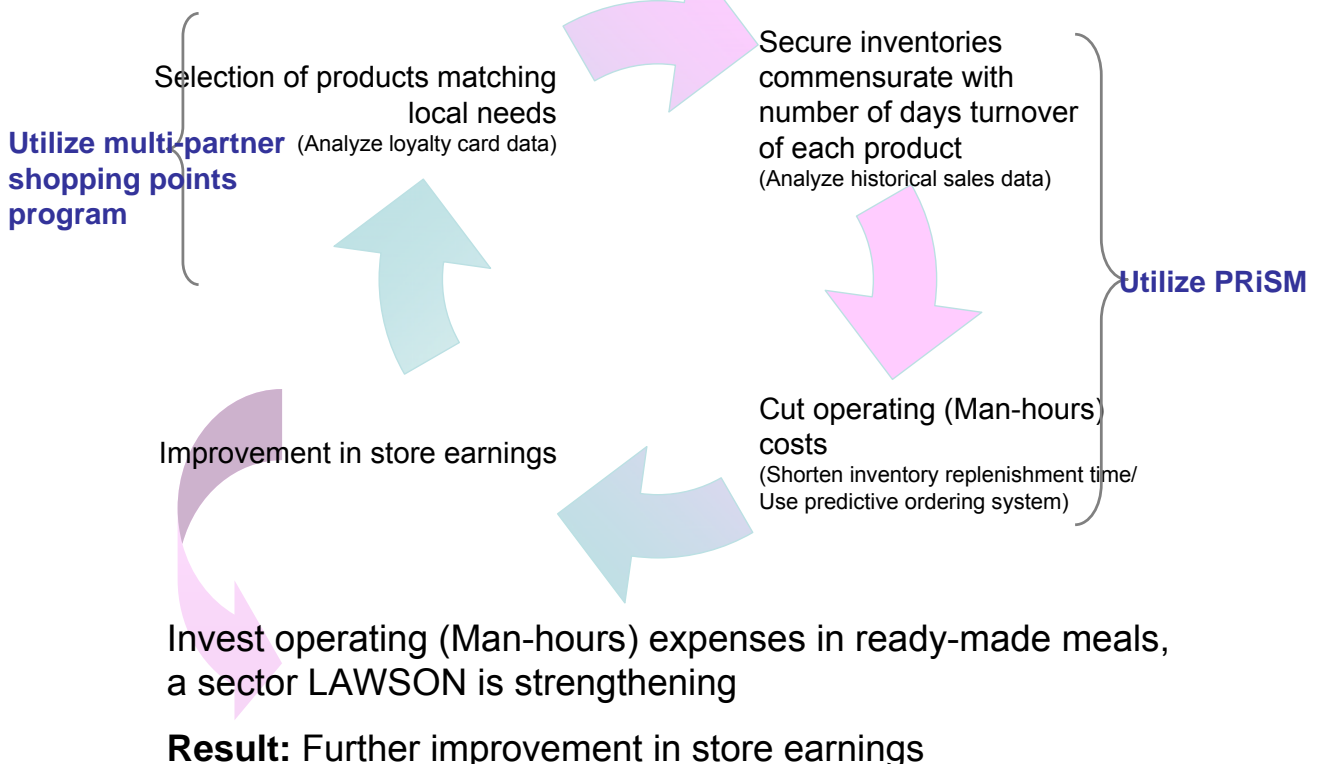 Utilize multi-partner
shopping points
program
Selection of products matching
local needs
(Analyze loyalty card data)
Secure inventories
commensurate with
number of days turnover
of each product
(Analyze historical sales data)
Utilize PRiSM
Cut operating (Man-hours)
costs
(Shorten inventory replenishment time/
Use predictive ordering system)
Improvement in store earnings
Invest operating (Man-hours) expenses in ready-made meals,
a sector LAWSON is strengthening
Result: Further improvement in store earnings